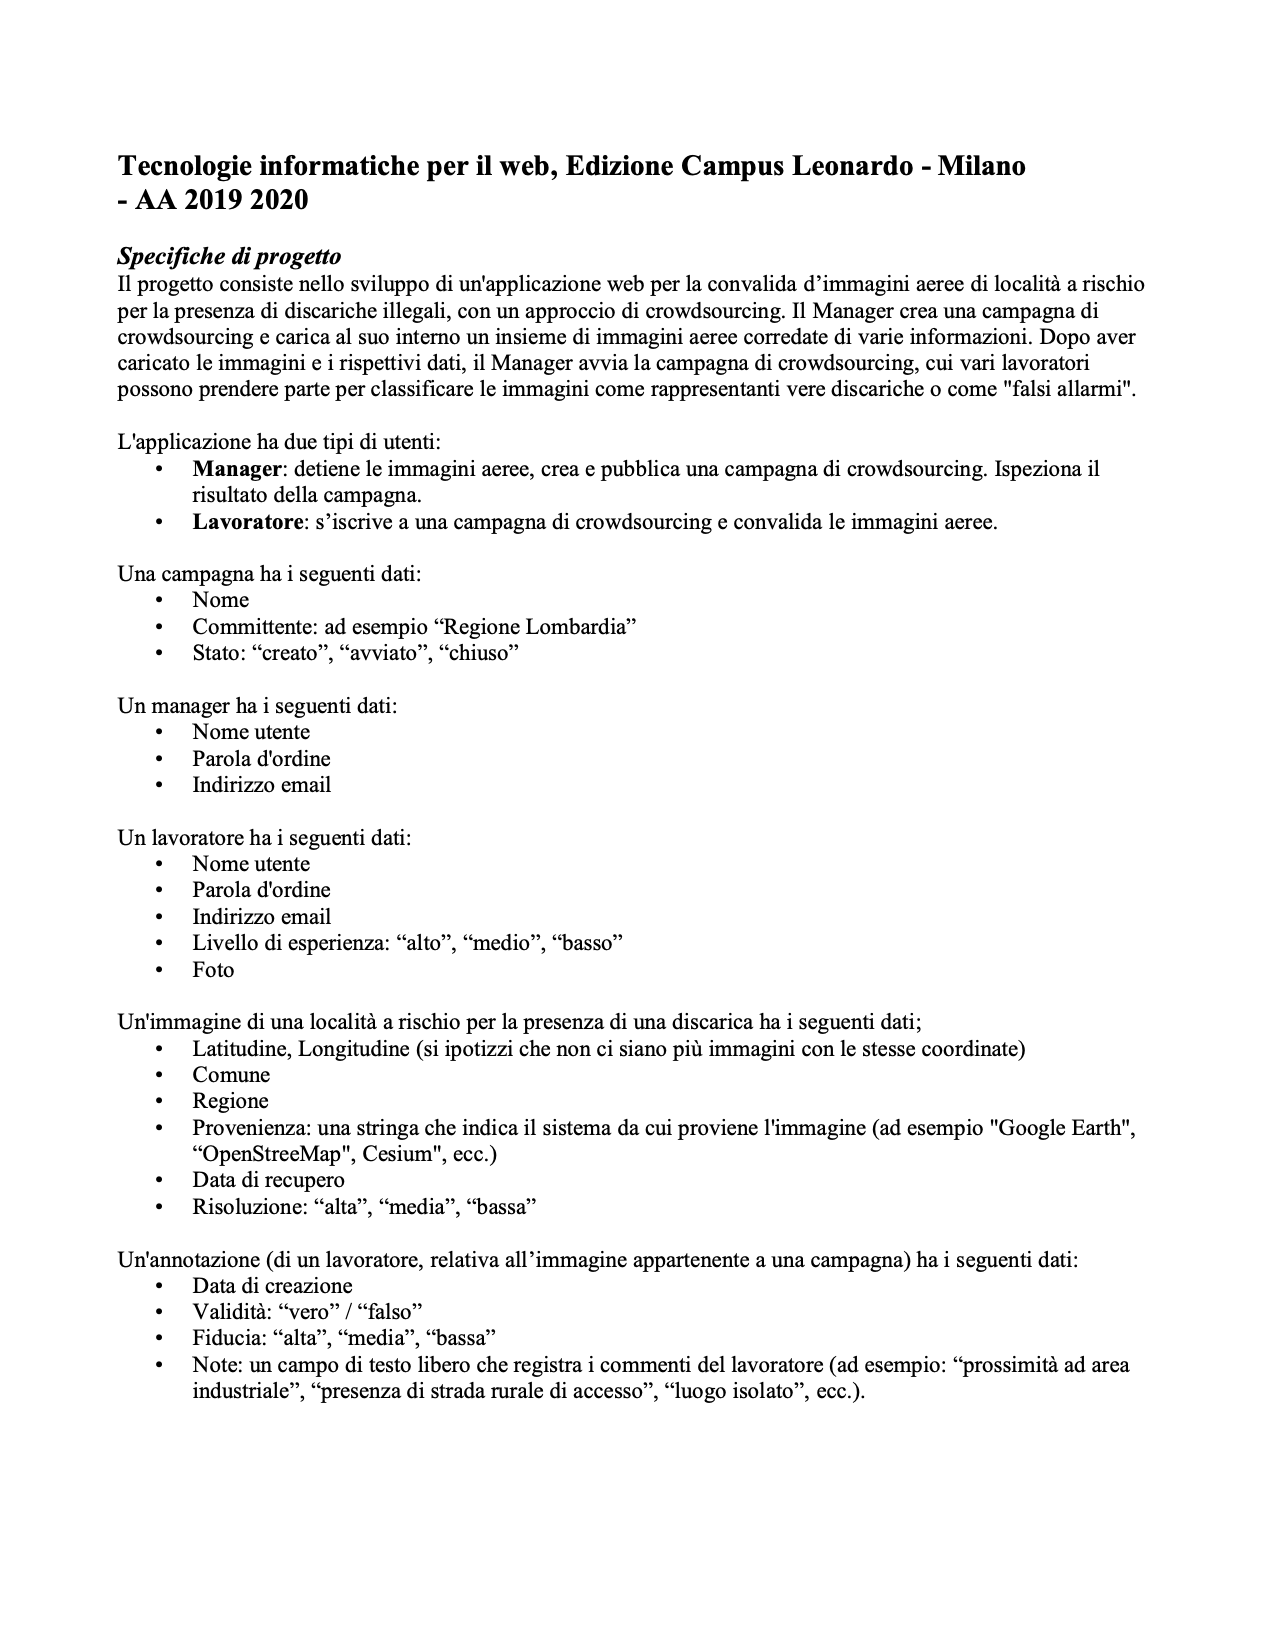 Tecnologie informatiche per il web, Edizione Campus Leonardo - Milano
- AA 2019 2020
Specifiche di progetto
Il progetto consiste nello sviluppo di un'applicazione web per la convalida d’immagini aeree di località a rischio
per la presenza di discariche illegali, con un approccio di crowdsourcing. Il Manager crea una campagna di
crowdsourcing e carica al suo interno un insieme di immagini aeree corredate di varie informazioni. Dopo aver
caricato le immagini e i rispettivi dati, il Manager avvia la campagna di crowdsourcing, cui vari lavoratori
possono prendere parte per classificare le immagini come rappresentanti vere discariche o come "falsi allarmi".
L'applicazione ha due tipi di utenti:
• Manager: detiene le immagini aeree, crea e pubblica una campagna di crowdsourcing. Ispeziona il
risultato della campagna.
• Lavoratore: s’iscrive a una campagna di crowdsourcing e convalida le immagini aeree.
Una campagna ha i seguenti dati:
• Nome
• Committente: ad esempio “Regione Lombardia”
• Stato: “creato”, “avviato”, “chiuso”
Un manager ha i seguenti dati:
• Nome utente
• Parola d'ordine
• Indirizzo email
Un lavoratore ha i seguenti dati:
• Nome utente
• Parola d'ordine
• Indirizzo email
• Livello di esperienza: “alto”, “medio”, “basso”
• Foto
Un'immagine di una località a rischio per la presenza di una discarica ha i seguenti dati;
• Latitudine, Longitudine (si ipotizzi che non ci siano più immagini con le stesse coordinate)
• Comune
• Regione
• Provenienza: una stringa che indica il sistema da cui proviene l'immagine (ad esempio "Google Earth",
“OpenStreeMap", Cesium", ecc.)
• Data di recupero
• Risoluzione: “alta”, “media”, “bassa”
Un'annotazione (di un lavoratore, relativa all’immagine appartenente a una campagna) ha i seguenti dati:
• Data di creazione
• Validità: “vero” / “falso”
• Fiducia: “alta”, “media”, “bassa”
• Note: un campo di testo libero che registra i commenti del lavoratore (ad esempio: “prossimità ad area
industriale”, “presenza di strada rurale di accesso”, “luogo isolato”, ecc.).